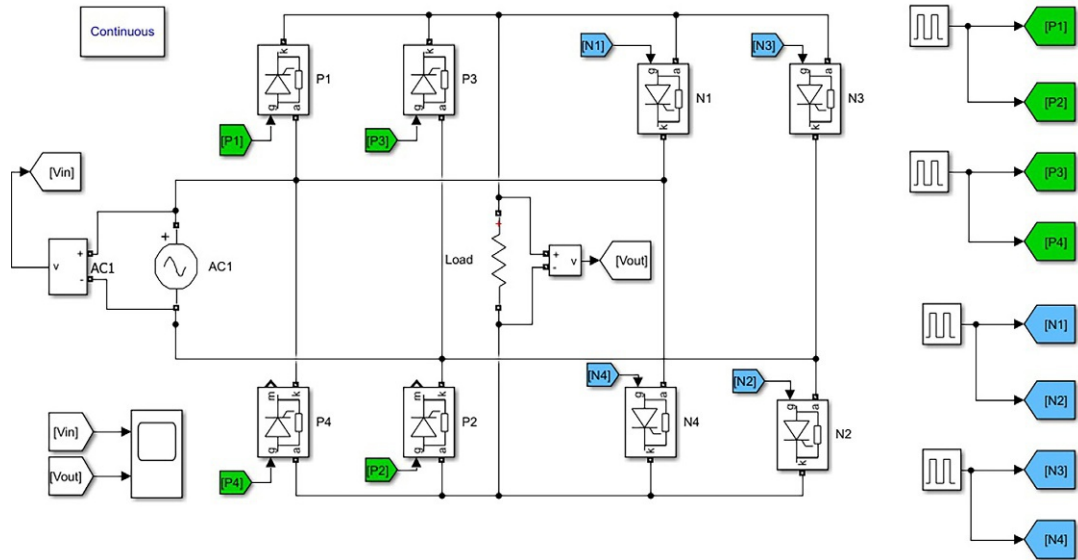 Continuous
k
g
a
P1
[P1]
k
g
a
P3
[P3]
[N1]
g
a
k
N1
[N3]
g
a
k
N3
[P1]
[P2]
[P3]
[P4]
[Vin]
v
+
-
AC1
+
AC1
Load
+
+
-
v
[Vout]
[N1]
[N2]
[N3]
[N4]
m
k
g
a
P4
[P4]
m
k
g
a
P2
[P2]
[N4]
g
a
k
N4
[N2]
g
a
k
N2
[Vin]
[Vout]